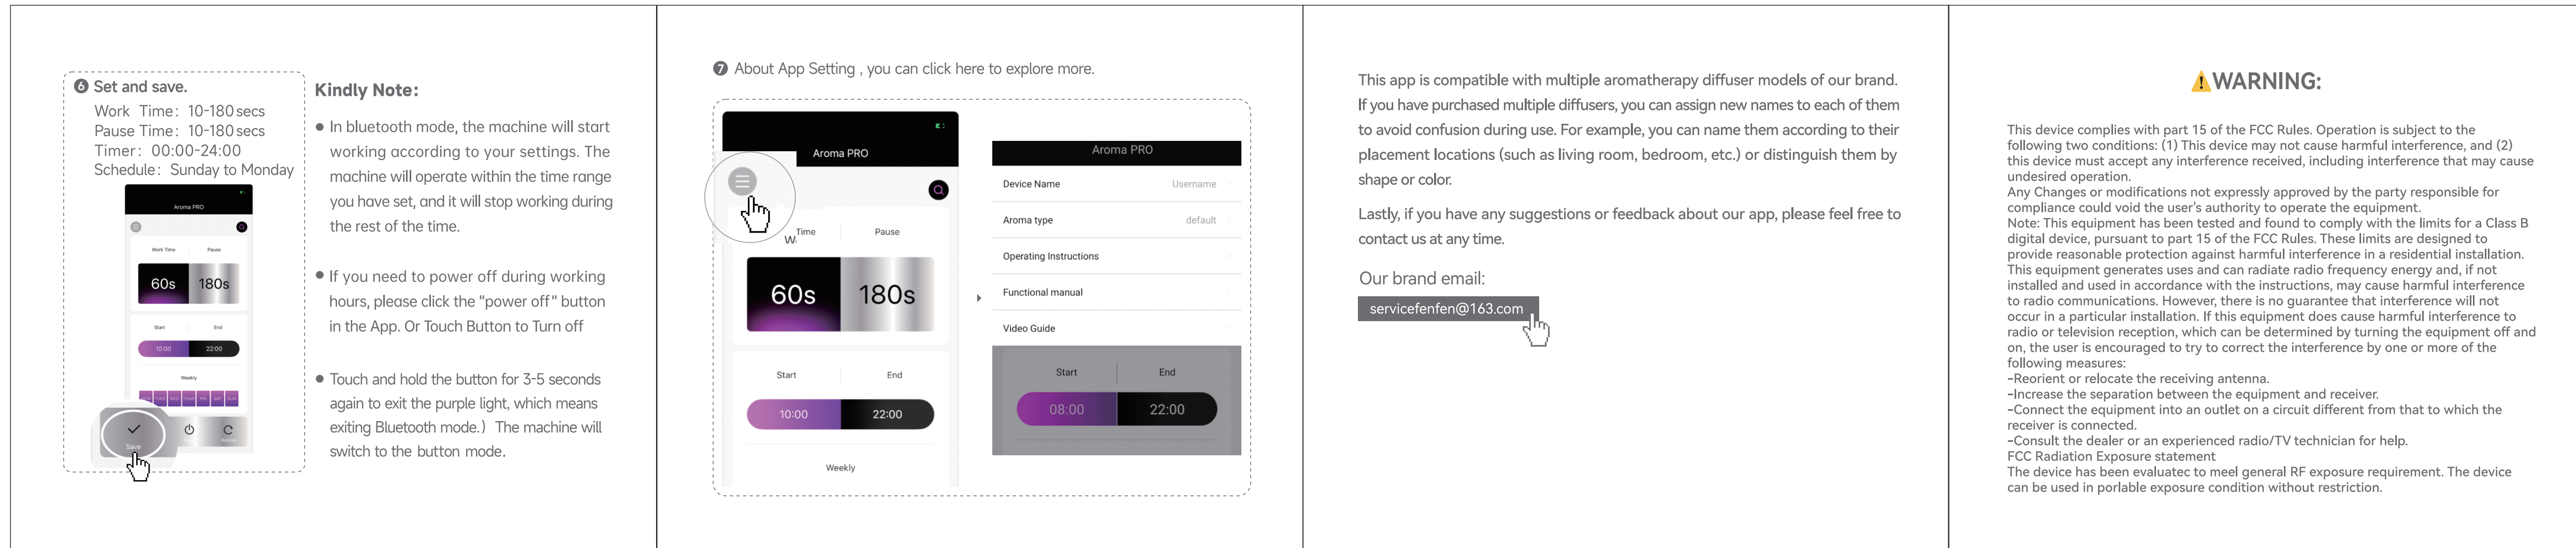 6 Set and save.
Work Time: 10-180 secs
Pause Time: 10-180 secs
Timer: 00:00-24:00
Schedule: Sunday to Monday
Aroma PRO
Work Time Pause
60s 180s
Start End
10:00 22:00
Weekly
MON TUES WED THUR FRI SAT SUN
Save
Kindly Note:
● In bluetooth mode, the machine will start
working according to your settings. The
machine will operate within the time range
you have set, and it will stop working during
the rest of the time.
● If you need to power off during working
hours, please click the “power off” button
in the App. Or Touch Button to Turn off
● Touch and hold the button for 3-5 seconds
again to exit the purple light, which means
exiting Bluetooth mode.) The machine will
switch to the button mode.
7 About App Setting , you can click here to explore more.
Aroma PRO
W Time Pause
60s 180s
Start End
10:00 22:00
Weekly
Aroma PRO
Device Name Username
Aroma type default
Operating Instructions
Functional manual
Video Guide
Start End
08:00 22:00
This app is compatible with multiple aromatherapy diffuser models of our brand.
If you have purchased multiple diffusers, you can assign new names to each of them
to avoid confusion during use. For example, you can name them according to their
placement locations (such as living room, bedroom, etc.) or distinguish them by
shape or color.
Lastly, if you have any suggestions or feedback about our app, please feel free to
contact us at any time.
Our brand email:
servicefenfen@163.com
WARNING:
This device complies with part 15 of the FCC Rules. Operation is subject to the
following two conditions: (1) This device may not cause harmful interference, and (2)
this device must accept any interference received, including interference that may cause
undesired operation.
Any Changes or modifications not expressly approved by the party responsible for
compliance could void the user's authority to operate the equipment.
Note: This equipment has been tested and found to comply with the limits for a Class B
digital device, pursuant to part 15 of the FCC Rules. These limits are designed to
provide reasonable protection against harmful interference in a residential installation.
This equipment generates uses and can radiate radio frequency energy and, if not
installed and used in accordance with the instructions, may cause harmful interference
to radio communications. However, there is no guarantee that interference will not
occur in a particular installation. If this equipment does cause harmful interference to
radio or television reception, which can be determined by turning the equipment off and
on, the user is encouraged to try to correct the interference by one or more of the
following measures:
-Reorient or relocate the receiving antenna.
-Increase the separation between the equipment and receiver.
-Connect the equipment into an outlet on a circuit different from that to which the
receiver is connected.
-Consult the dealer or an experienced radio/TV technician for help.
FCC Radiation Exposure statement
The device has been evaluatec to meel general RF exposure requirement. The device
can be used in porlable exposure condition without restriction.